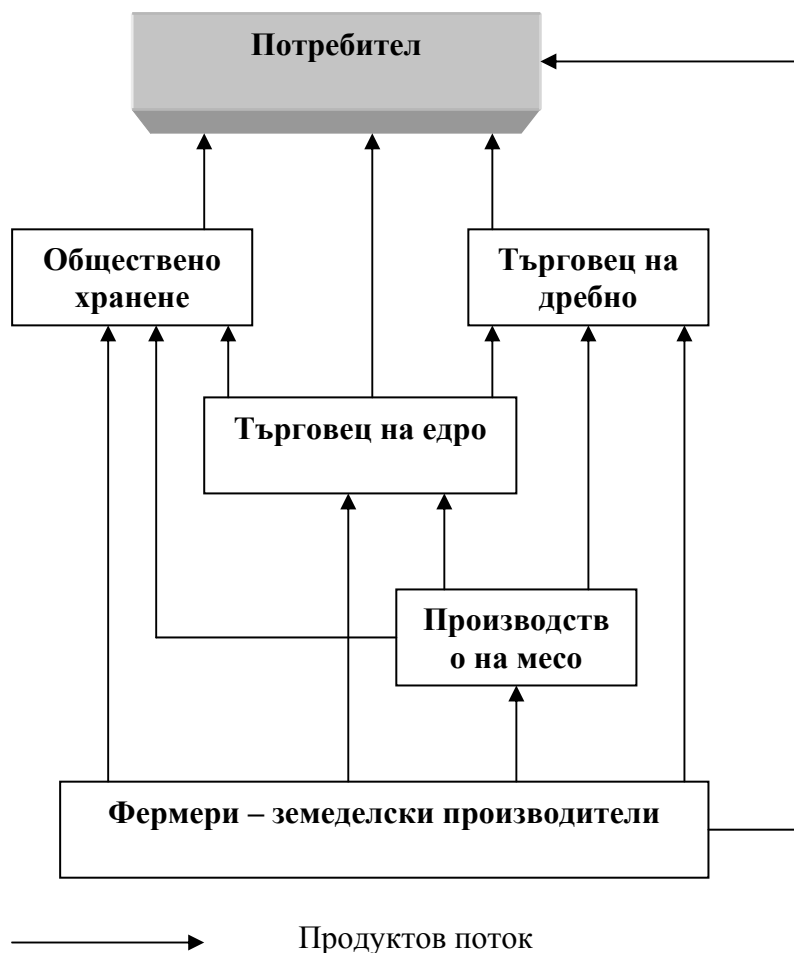 Потребител
Обществено
хранене
Търговец на
дребно
Търговец на едро
Производств
о на месо
Фермери – земеделски производители
Продуктов поток